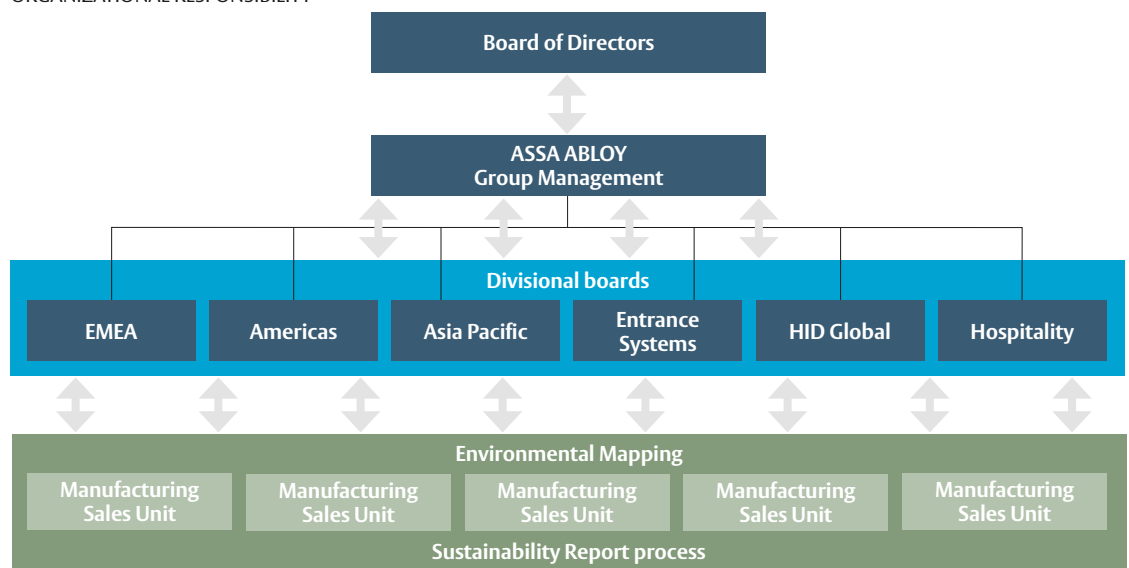 ORGANIZATIONAL RESPONSIBILITY
Board of Directors
ASSA ABLOY
Group Management
Divisional boards
EMEA
Americas
Asia Pacific
Entrance
Systems
HID Global
Hospitality
Environmental Mapping
Manufacturing
Sales Unit
Manufacturing
Sales Unit
Manufacturing
Sales Unit
Manufacturing
Sales Unit
Manufacturing
Sales Unit
Sustainability Report process